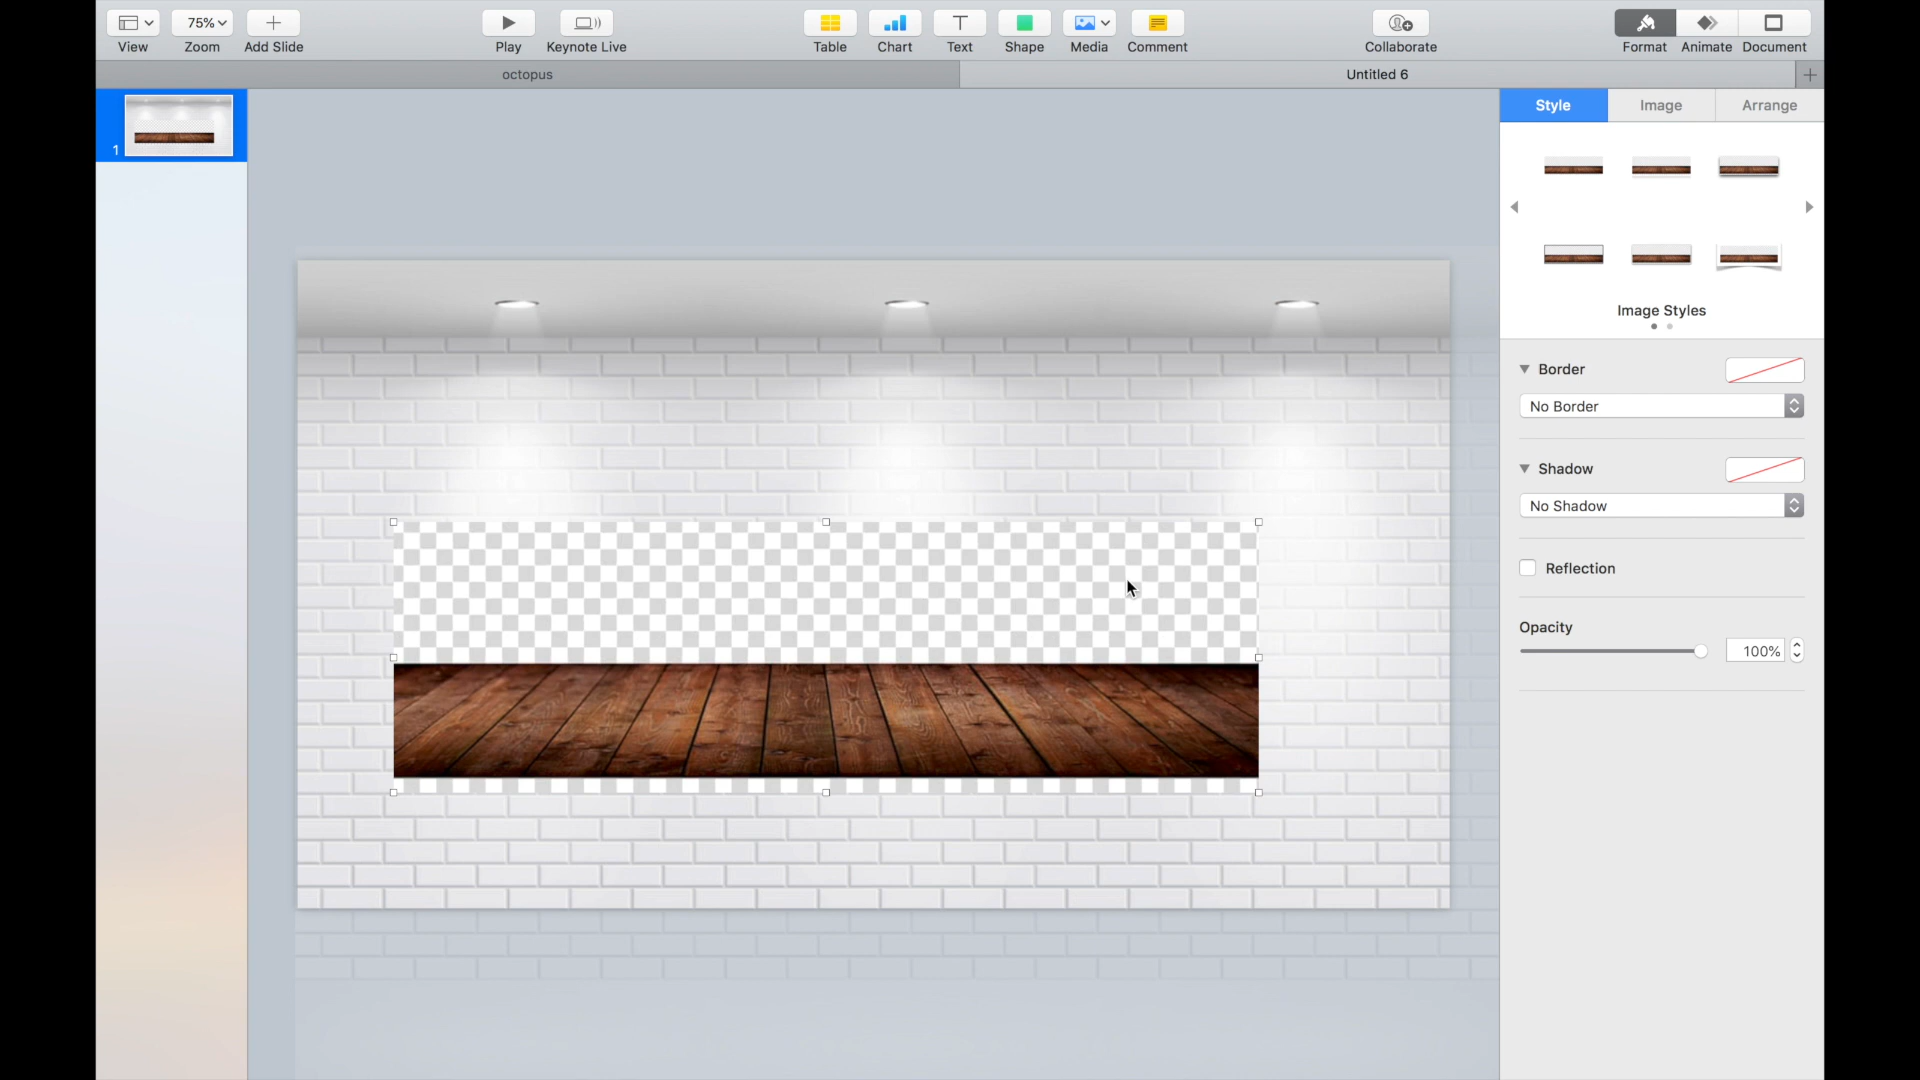 75%
View
Zoom
Add Slide
Play
Keynote Live
Table
Chart
Text
Shape
Media
Comment
Collaborate
Format
Animate
Document
octopus
Untitled 6
1
Style
Image
Arrange
Image Styles
Border
No Border
Shadow
No Shadow
Reflection
Opacity
100%